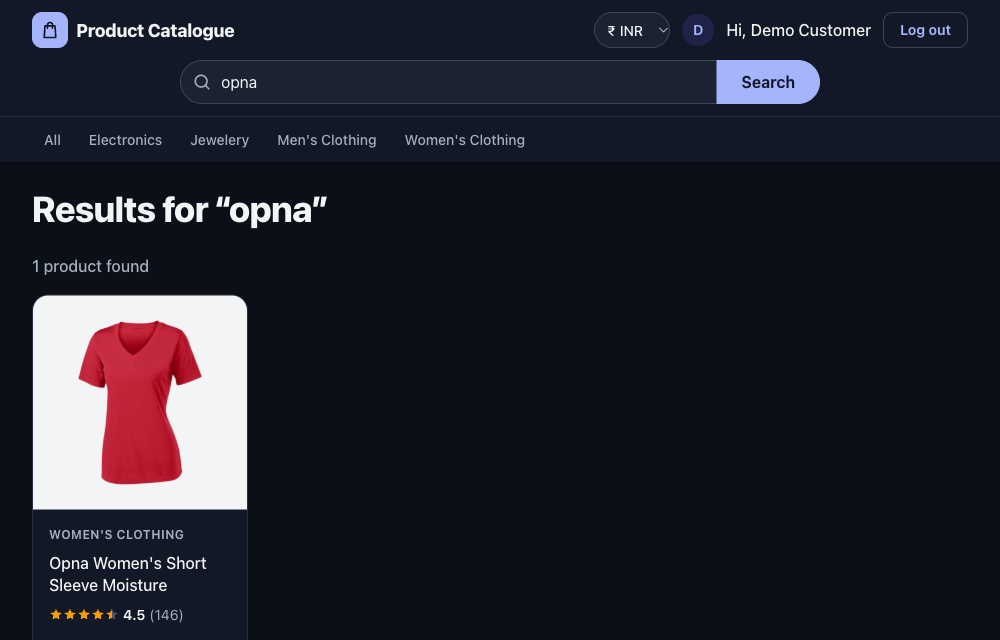 Product Catalogue
₹ INR
D
Hi, Demo Customer
Log out
opna
Search
All
Electronics
Jewelery
Men's Clothing
Women's Clothing
Results for “opna”
1 product found
WOMEN'S CLOTHING
Opna Women's Short
Sleeve Moisture
4.5 (146)